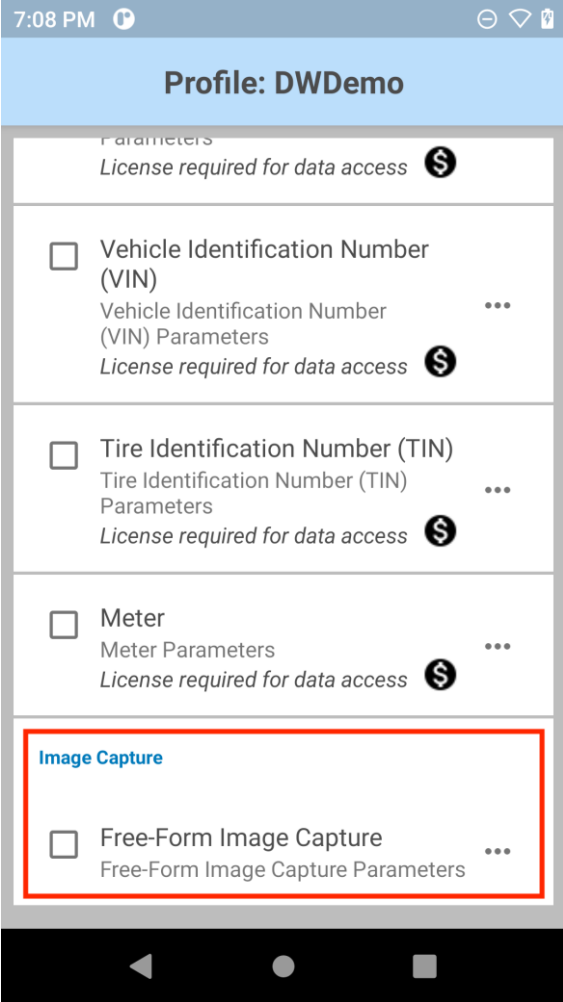 7:08 PM
Profile: DWDemo
Parameters
License required for data access
Vehicle Identification Number
(VIN)
Vehicle Identification Number
(VIN) Parameters
License required for data access
Tire Identification Number (TIN)
Tire Identification Number (TIN)
Parameters
License required for data access
Meter
Meter Parameters
License required for data access
Image Capture
Free-Form Image Capture
Free-Form Image Capture Parameters